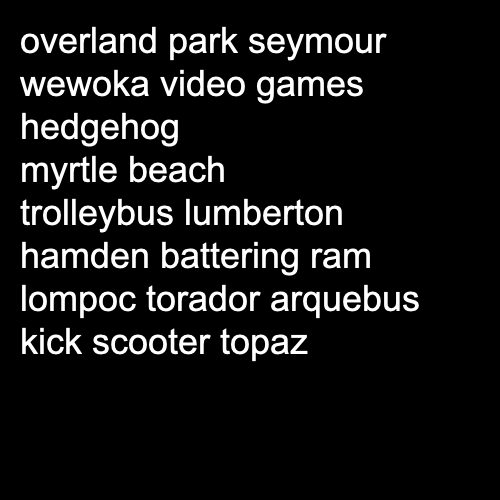 overland park seymour
wewoka video games
hedgehog
myrtle beach
trolleybus lumberton
hamden battering ram
lompoc torador arquebus
kick scooter topaz